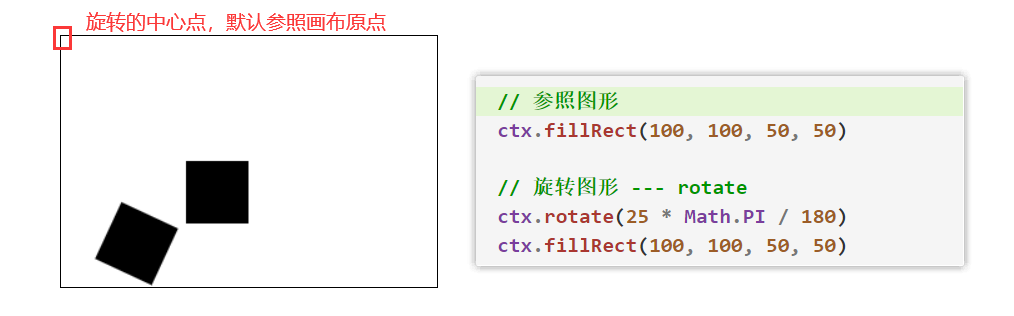 旋转的中心点，默认参照画布原点
// 参照图形
ctx.fillRect(100, 100, 50, 50)
// 旋转图形 --- rotate
ctx.rotate(25 * Math.PI / 180)
ctx.fillRect(100, 100, 50, 50)